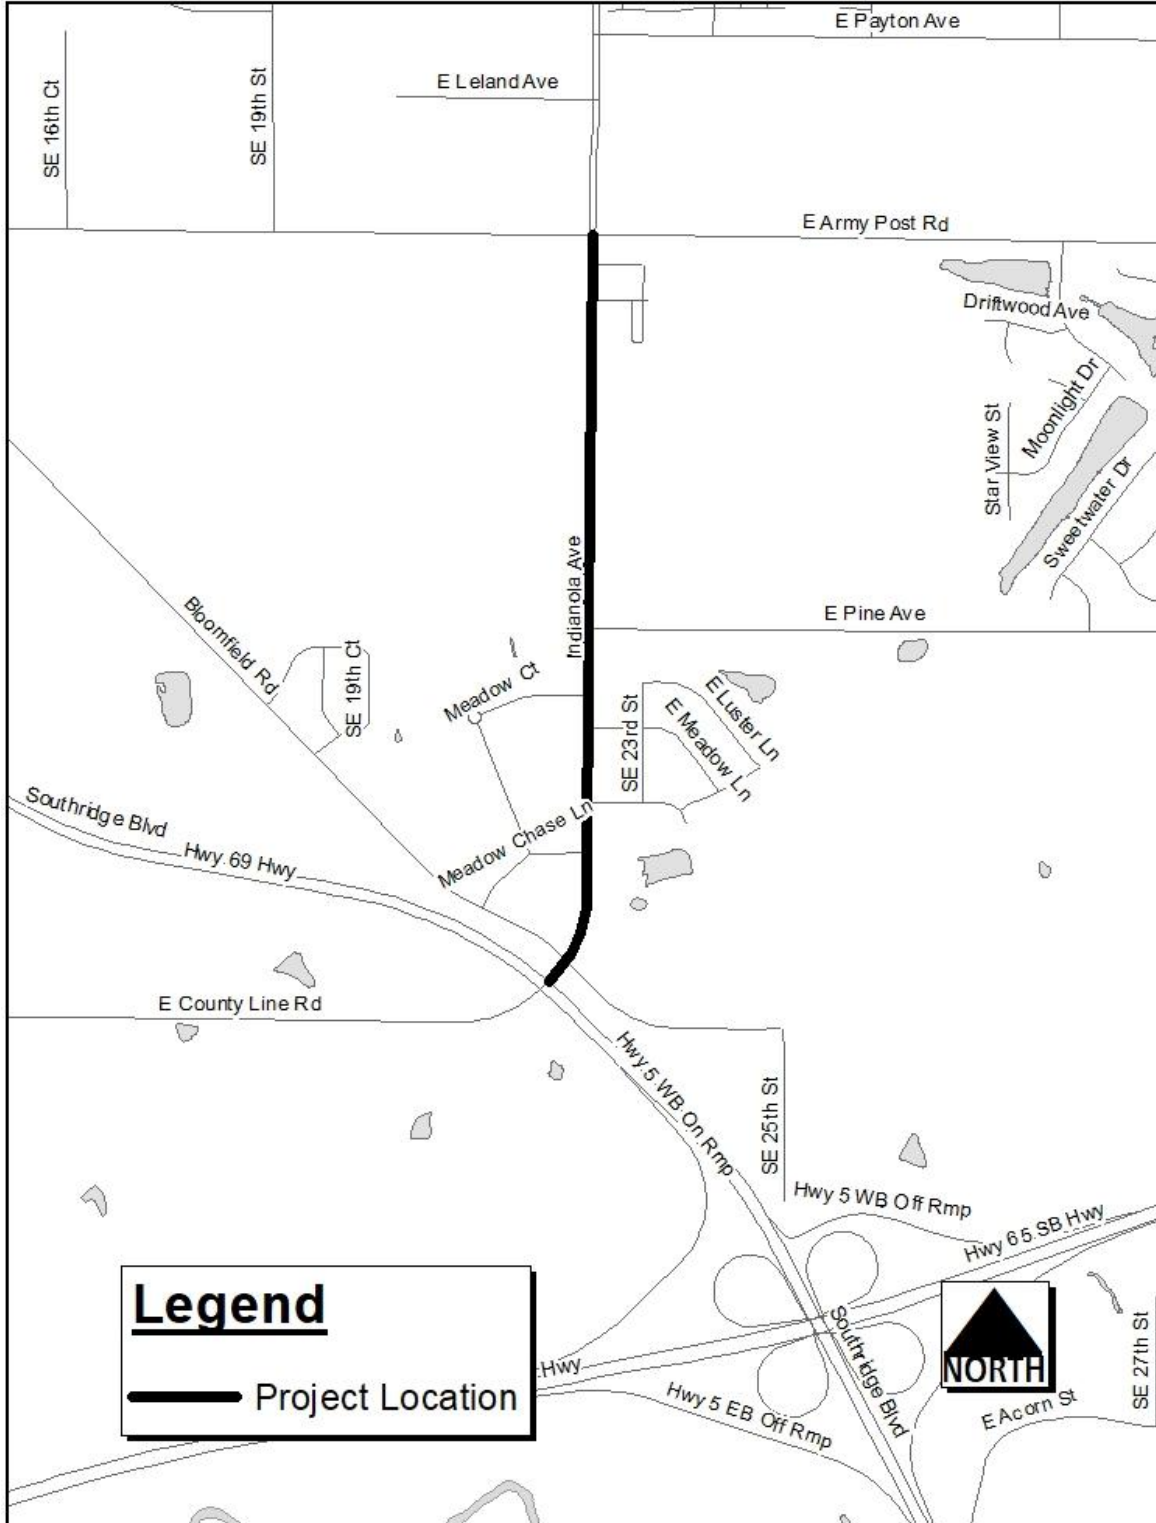 E Payton Ave
E Leland Ave
SE 16th Ct
SE 19th St
E Army Post Rd
Driftwood Ave
Moonlight Dr
Star View St
Sweetwater Dr
Indianola Ave
E Pine Ave
Bloomfield Rd
SE 19th Ct
Meadow Ct
SE 23rd St
E Luster Ln
E Meadow Ln
Southridge Blvd
Hwy 69 Hwy
Meadow Chase Ln
E County Line Rd
Hwy 5 WB On Rmp
SE 25th St
Hwy 5 WB Off Rmp
Hwy 65 SB Hwy
Legend
Project Location
Hwy
Southridge Blvd
NORTH
SE 27th St
Hwy 5 EB Off Rmp
E Acorn St